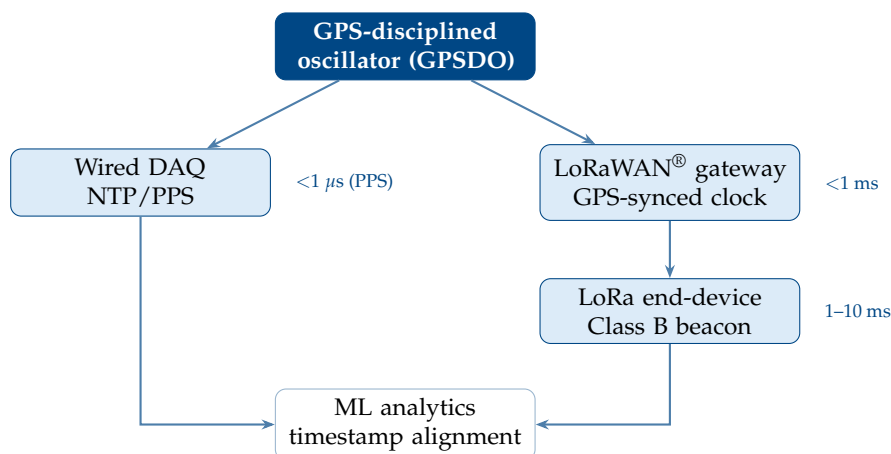 GPS-disciplined
oscillator (GPSDO)
Wired DAQ
NTP/PPS
<1 μs (PPS)
LoRaWAN® gateway
GPS-synced clock
<1 ms
LoRa end-device
Class B beacon
1–10 ms
ML analytics
timestamp alignment